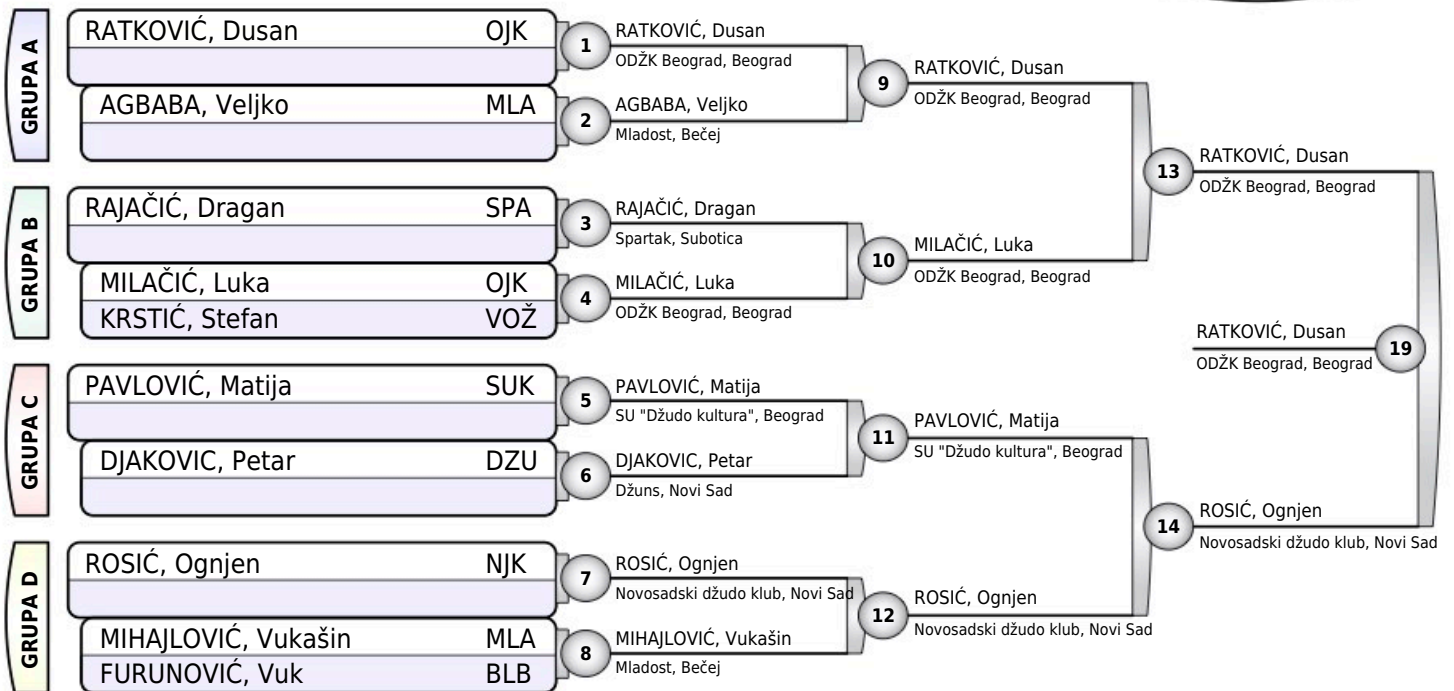 GRUPA A
RATKOVIĆ, Dusan OJK
AGBABA, Veljko MLA
GRUPA B
RAJAČIĆ, Dragan SPA
MILAČIĆ, Luka OJK
KRSTIĆ, Stefan VOŽ
GRUPA C
PAVLOVIĆ, Matija SUK
DJAKOVIC, Petar DZU
GRUPA D
ROSIĆ, Ognjen NJK
MIHAJLOVIĆ, Vukašin MLA
FURUNOVIĆ, Vuk BLB
1 RATKOVIĆ, Dusan
ODŽK Beograd, Beograd
2 AGBABA, Veljko
Mladost, Bečej
3 RAJAČIĆ, Dragan
Spartak, Subotica
4 MILAČIĆ, Luka
ODŽK Beograd, Beograd
5 PAVLOVIĆ, Matija
SU "Džudo kultura", Beograd
6 DJAKOVIC, Petar
Džuns, Novi Sad
7 ROSIĆ, Ognjen
Novosadski džudo klub, Novi Sad
8 MIHAJLOVIĆ, Vukašin
Mladost, Bečej
9 RATKOVIĆ, Dusan
ODŽK Beograd, Beograd
10 MILAČIĆ, Luka
ODŽK Beograd, Beograd
11 PAVLOVIĆ, Matija
SU "Džudo kultura", Beograd
12 ROSIĆ, Ognjen
Novosadski džudo klub, Novi Sad
13 RATKOVIĆ, Dusan
ODŽK Beograd, Beograd
14 ROSIĆ, Ognjen
Novosadski džudo klub, Novi Sad
RATKOVIĆ, Dusan
ODŽK Beograd, Beograd 19